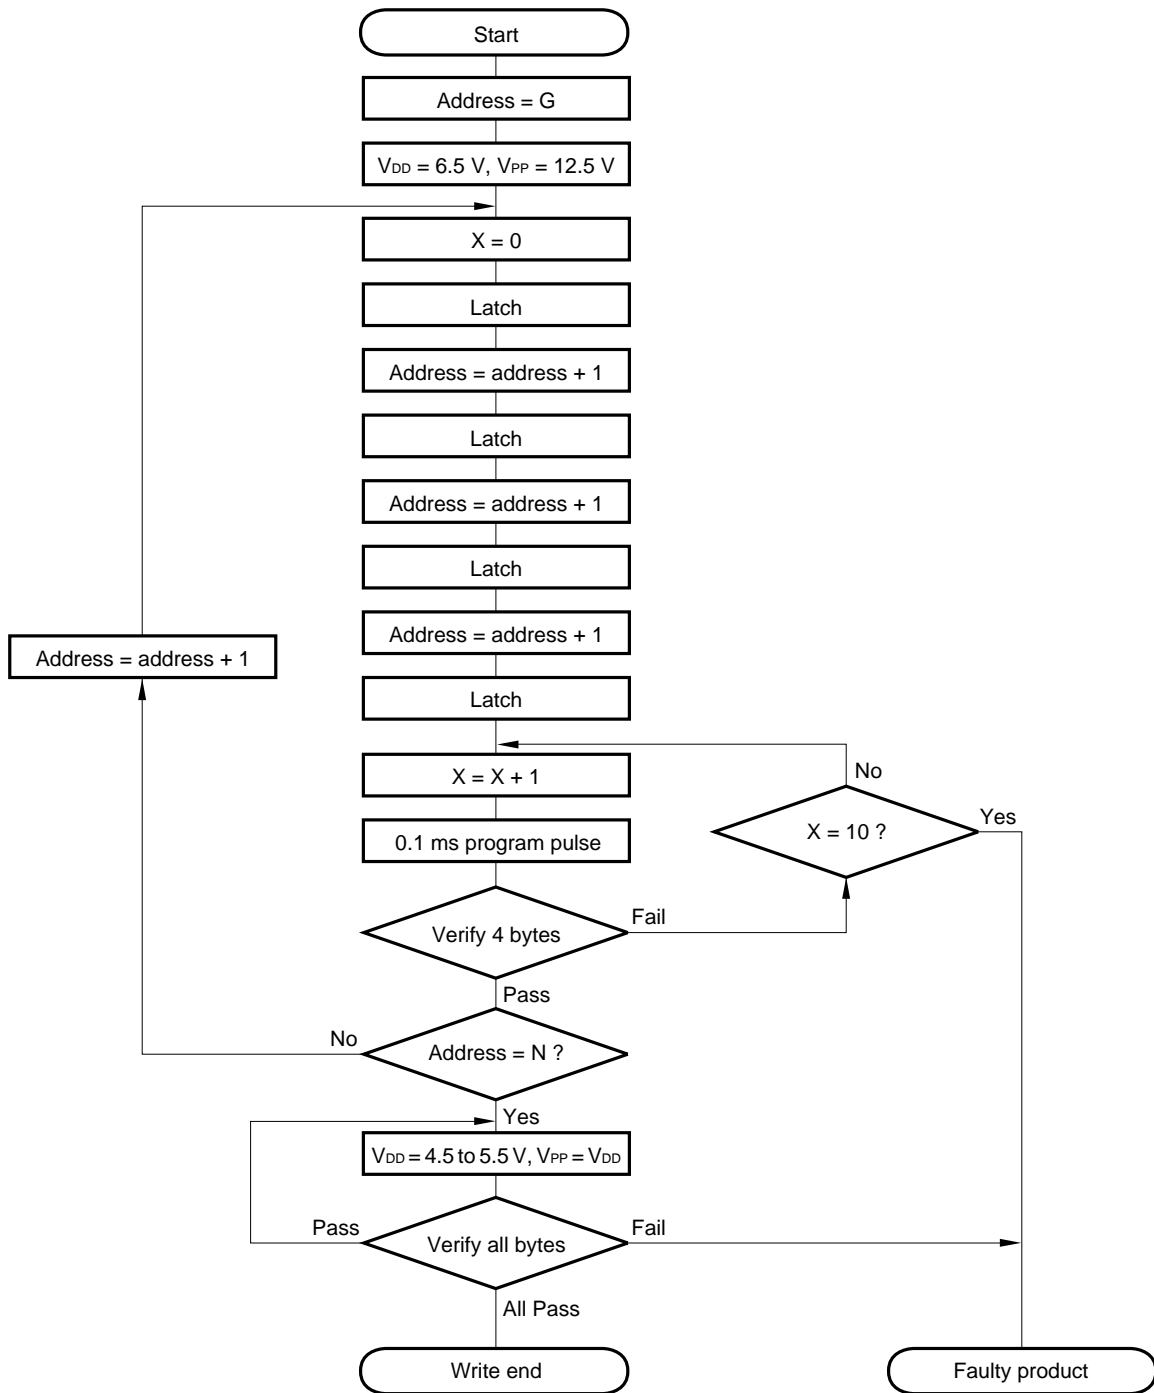 Start
Address = G
VDD = 6.5 V, VPP = 12.5 V
X = 0
Latch
Address = address + 1
Latch
Address = address + 1
Latch
Address = address + 1
Address = address + 1
Latch
X = X + 1
No
X = 10 ?
Yes
0.1 ms program pulse
Verify 4 bytes
Fail
Pass
No
Address = N ?
Yes
VDD = 4.5 to 5.5 V, VPP = VDD
Pass
Verify all bytes
Fail
All Pass
Write end
Faulty product